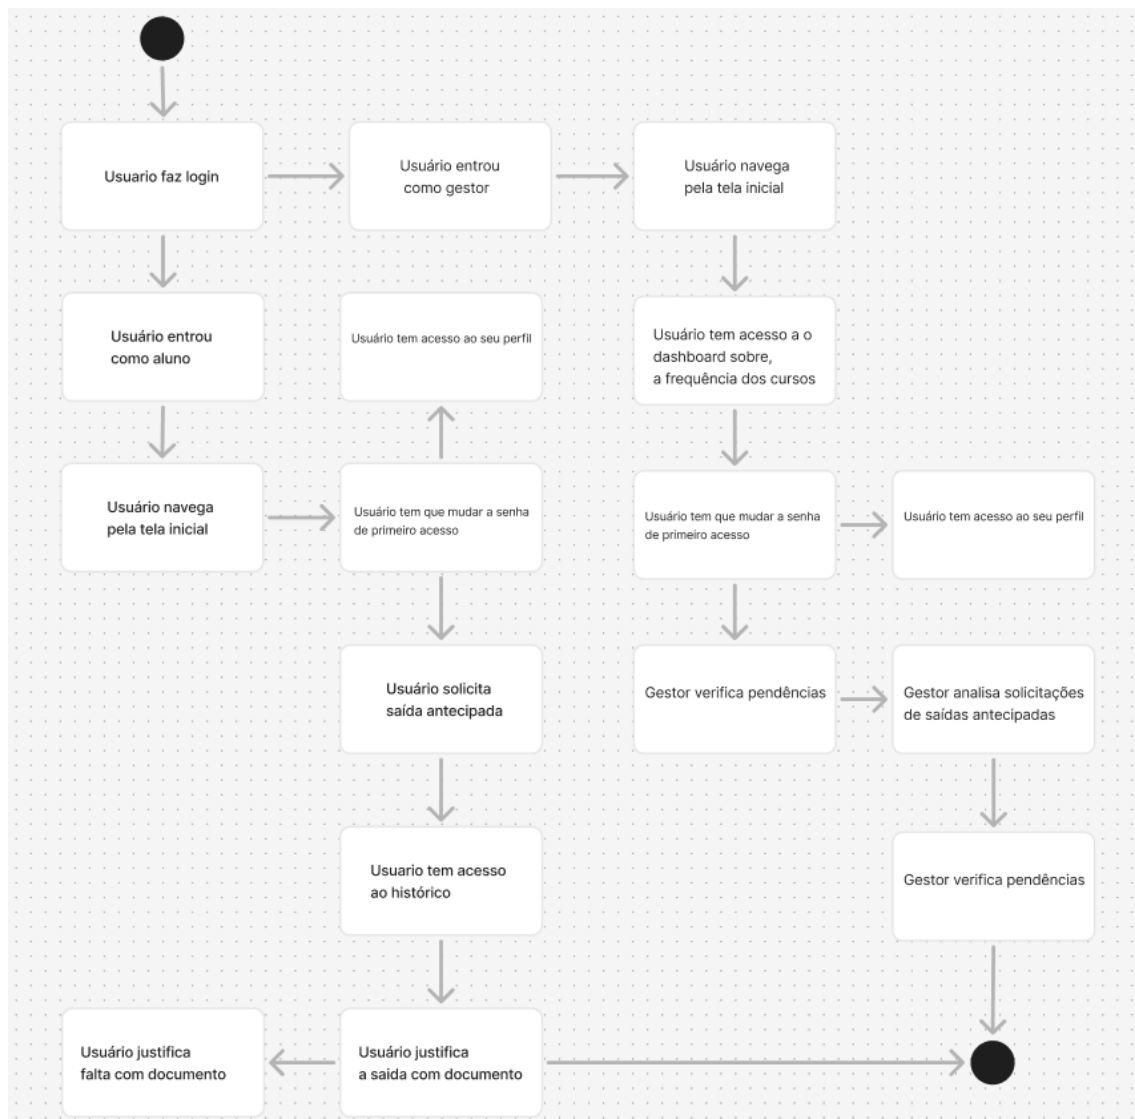 Usuario faz login
Usuário entrou
como gestor
Usuário navega
pela tela inicial
Usuário entrou
como aluno
Usuário tem acesso ao seu perfil
Usuário tem acesso a o
dashboard sobre,
a frequência dos cursos
Usuário navega
pela tela inicial
Usuário tem que mudar a senha
de primeiro acesso
Usuário tem que mudar a senha
de primeiro acesso
Usuário tem acesso ao seu perfil
Usuário solicita
saída antecipada
Gestor verifica pendências
Gestor analisa solicitações
de saídas antecipadas
Usuario tem acesso
ao histórico
Gestor verifica pendências
Usuário justifica
falta com documento
Usuário justifica
a saida com documento